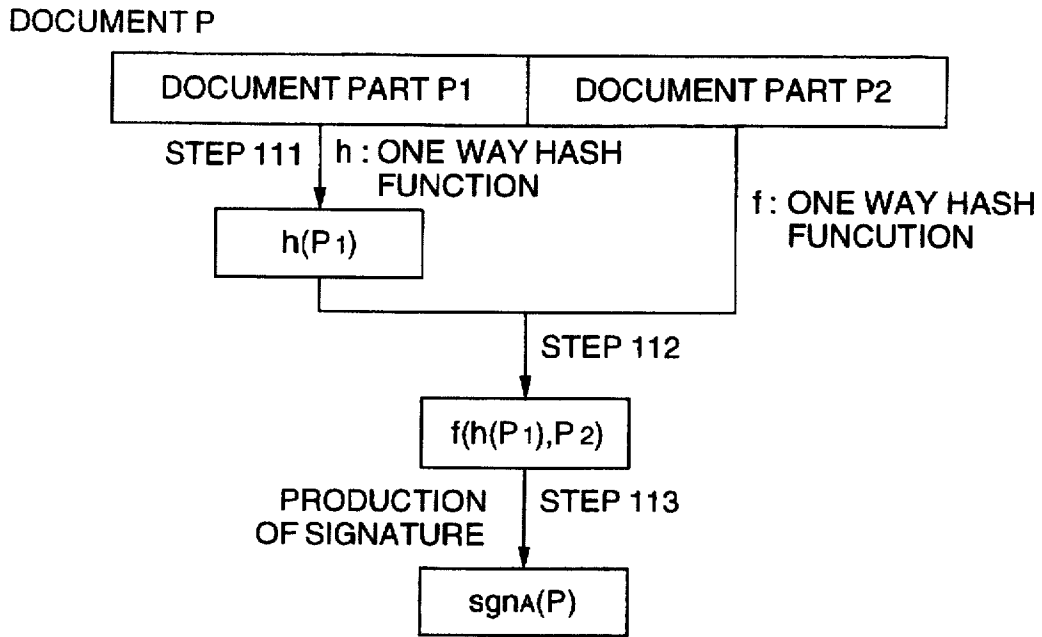 DOCUMENT P
DOCUMENT PART P1
DOCUMENT PART P2
STEP 111
h : ONE WAY HASH
FUNCTION
f : ONE WAY HASH
FUNCUTION
h(P1)
STEP 112
f(h(P1),P2)
PRODUCTION
OF SIGNATURE
STEP 113
sgnA(P)